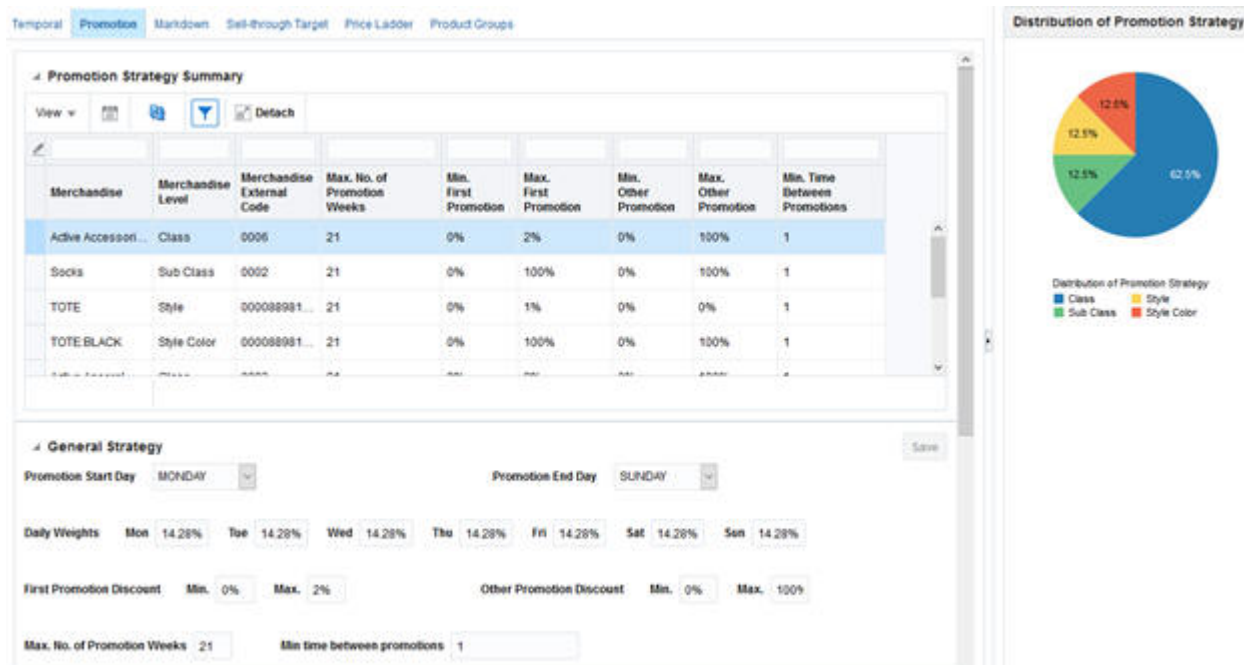 Temporal Promotion Markdown Sell-through Target Price Ladder Product Groups
Promotion Strategy Summary
View Detach
Merchandise Merchandise Level Merchandise External Code Max. No. of Promotion Weeks Min. First Promotion Max. First Promotion Min. Other Promotion Max. Other Promotion Min. Time Between Promotions
Active Accessori... Class 0006 21 0% 2% 0% 100% 1
Socks Sub Class 0002 21 0% 100% 0% 100% 1
TOTE Style 000088981... 21 0% 1% 0% 0% 1
TOTE:BLACK Style Color 000088981... 21 0% 100% 0% 100% 1
General Strategy Save
Promotion Start Day MONDAY Promotion End Day SUNDAY
Daily Weights Mon 14.28% Tue 14.28% Wed 14.28% Thu 14.28% Fri 14.28% Sat 14.28% Sun 14.28%
First Promotion Discount Min. 0% Max. 2% Other Promotion Discount Min. 0% Max. 100%
Max. No. of Promotion Weeks 21 Min time between promotions 1
Distribution of Promotion Strategy
12.5%
12.5%
12.5% 62.5%
Distribution of Promotion Strategy
Class Style
Sub Class Style Color